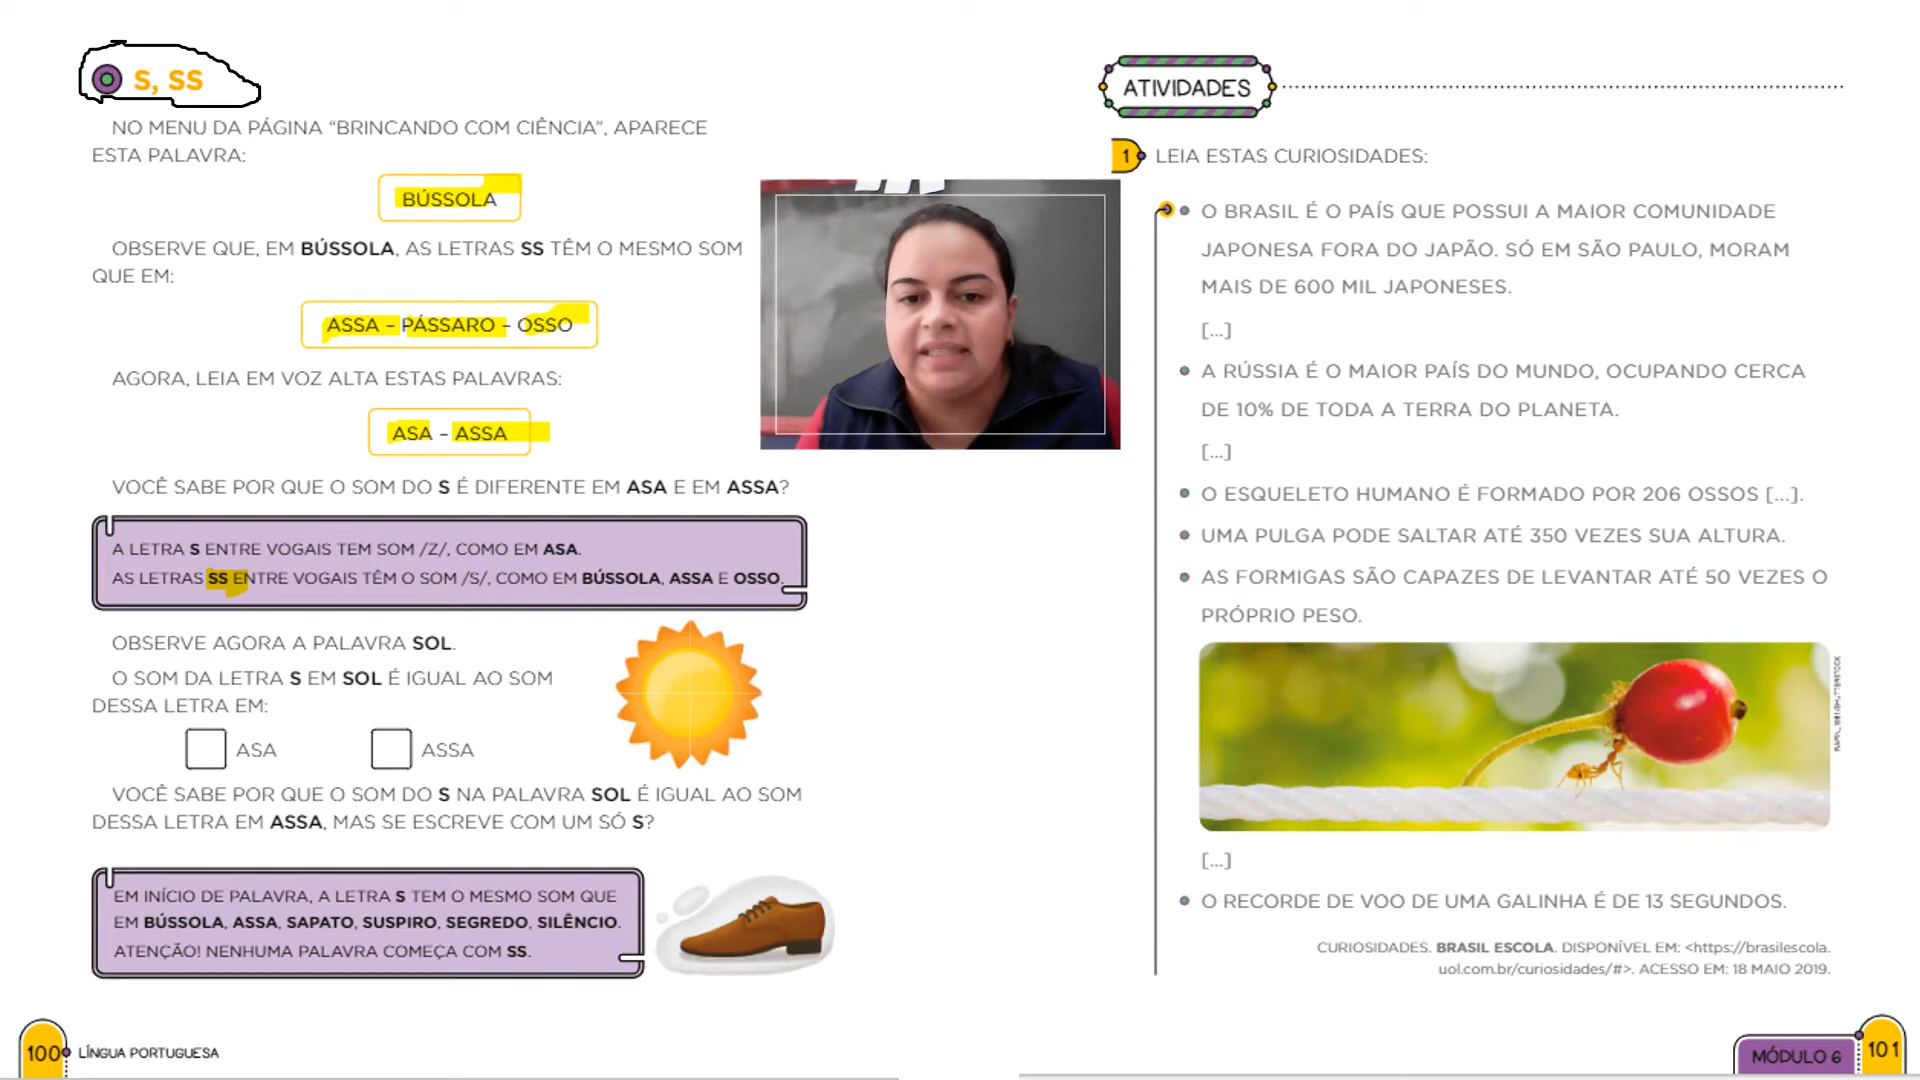 S, SS
NO MENU DA PÁGINA “BRINCANDO COM CIÊNCIA”, APARECE
ESTA PALAVRA:
BÚSSOLA
OBSERVE QUE, EM BÚSSOLA, AS LETRAS SS TÊM O MESMO SOM
QUE EM:
ASSA – PÁSSARO – OSSO
AGORA, LEIA EM VOZ ALTA ESTAS PALAVRAS:
ASA – ASSA
VOCÊ SABE POR QUE O SOM DO S É DIFERENTE EM ASA E EM ASSA?
A LETRA S ENTRE VOGAIS TEM SOM /Z/, COMO EM ASA.
AS LETRAS SS ENTRE VOGAIS TÊM O SOM /S/, COMO EM BÚSSOLA, ASSA E OSSO.
OBSERVE AGORA A PALAVRA SOL.
O SOM DA LETRA S EM SOL É IGUAL AO SOM
DESSA LETRA EM:
ASA ASSA
VOCÊ SABE POR QUE O SOM DO S NA PALAVRA SOL É IGUAL AO SOM
DESSA LETRA EM ASSA, MAS SE ESCREVE COM UM SÓ S?
EM INÍCIO DE PALAVRA, A LETRA S TEM O MESMO SOM QUE
EM BÚSSOLA, ASSA, SAPATO, SUSPIRO, SEGREDO, SILÊNCIO.
ATENÇÃO! NENHUMA PALAVRA COMEÇA COM SS.
100 LÍNGUA PORTUGUESA
ATIVIDADES
1 LEIA ESTAS CURIOSIDADES:
• O BRASIL É O PAÍS QUE POSSUI A MAIOR COMUNIDADE
JAPONESA FORA DO JAPÃO. SÓ EM SÃO PAULO, MORAM
MAIS DE 600 MIL JAPONESES.
[...]
• A RÚSSIA É O MAIOR PAÍS DO MUNDO, OCUPANDO CERCA
DE 10% DE TODA A TERRA DO PLANETA.
[...]
• O ESQUELETO HUMANO É FORMADO POR 206 OSSOS [...].
• UMA PULGA PODE SALTAR ATÉ 350 VEZES SUA ALTURA.
• AS FORMIGAS SÃO CAPAZES DE LEVANTAR ATÉ 50 VEZES O
PRÓPRIO PESO.
[...]
• O RECORDE DE VOO DE UMA GALINHA É DE 13 SEGUNDOS.
CURIOSIDADES. BRASIL ESCOLA. DISPONÍVEL EM: <https://brasilescola.
uol.com.br/curiosidades/#>. ACESSO EM: 18 MAIO 2019.
MÓDULO 6 101